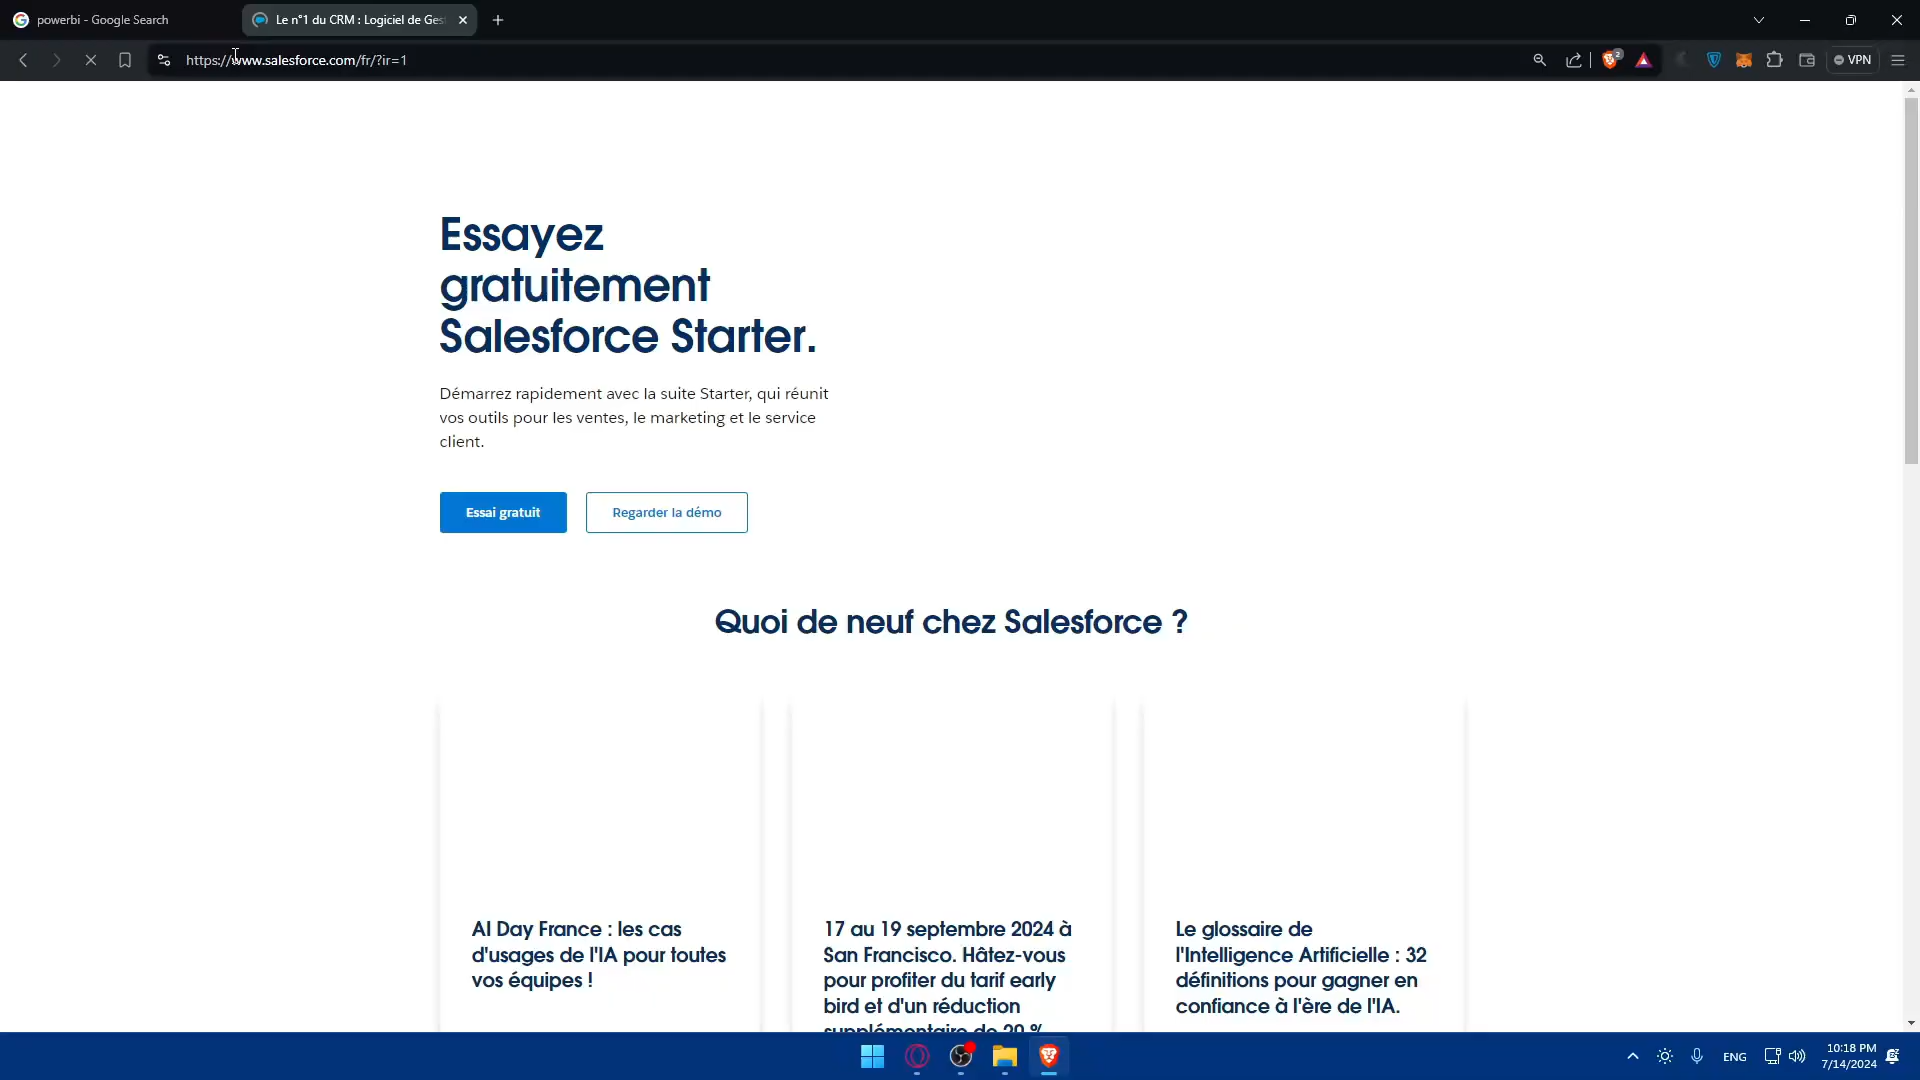 powerbi - Google Search
Le n°1 du CRM : Logiciel de Ges
https://www.salesforce.com/fr/?ir=1
2
VPN
Essayez
gratuitement
Salesforce Starter.
Démarrez rapidement avec la suite Starter, qui réunit
vos outils pour les ventes, le marketing et le service
client.
Essai gratuit
Regarder la démo
Quoi de neuf chez Salesforce ?
AI Day France : les cas
d'usages de l'IA pour toutes
vos équipes !
17 au 19 septembre 2024 à
San Francisco. Hâtez-vous
pour profiter du tarif early
bird et d'un réduction
supplémentaire de 20 %
Le glossaire de
l'Intelligence Artificielle : 32
définitions pour gagner en
confiance à l'ère de l'IA.
ENG
10:18 PM
7/14/2024